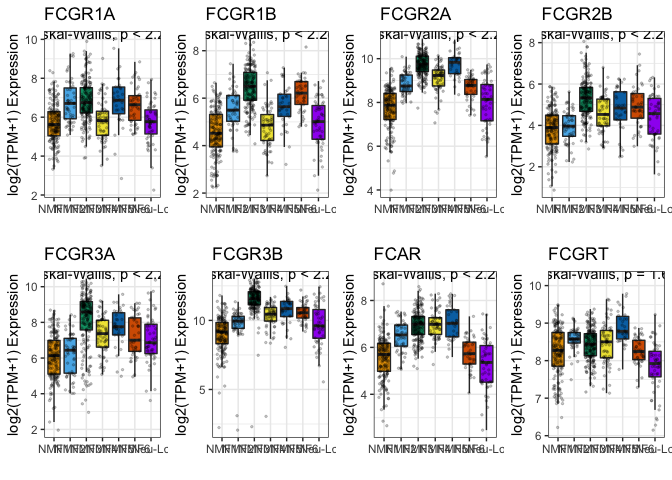 FCGR1A
FCGR1B
FCGR2A
FCGR2B
skal-Wallis, p < 2.2
skal-Wallis, p < 2.2
skal-Wallis, p < 2.2
skal-Wallis, p < 2.2
log2(TPM+1) Expression
10
8
6
4
2
log2(TPM+1) Expression
8
6
4
2
log2(TPM+1) Expression
10
8
6
4
log2(TPM+1) Expression
8
6
4
2
FCGR3A
FCGR3B
FCAR
FCGRT
skal-Wallis, p < 2.2
skal-Wallis, p < 2.2
skal-Wallis, p < 2.2
skal-Wallis, p = 1.6
log2(TPM+1) Expression
10
8
6
4
2
log2(TPM+1) Expression
10
5
log2(TPM+1) Expression
8
6
4
log2(TPM+1) Expression
10
9
8
7
6